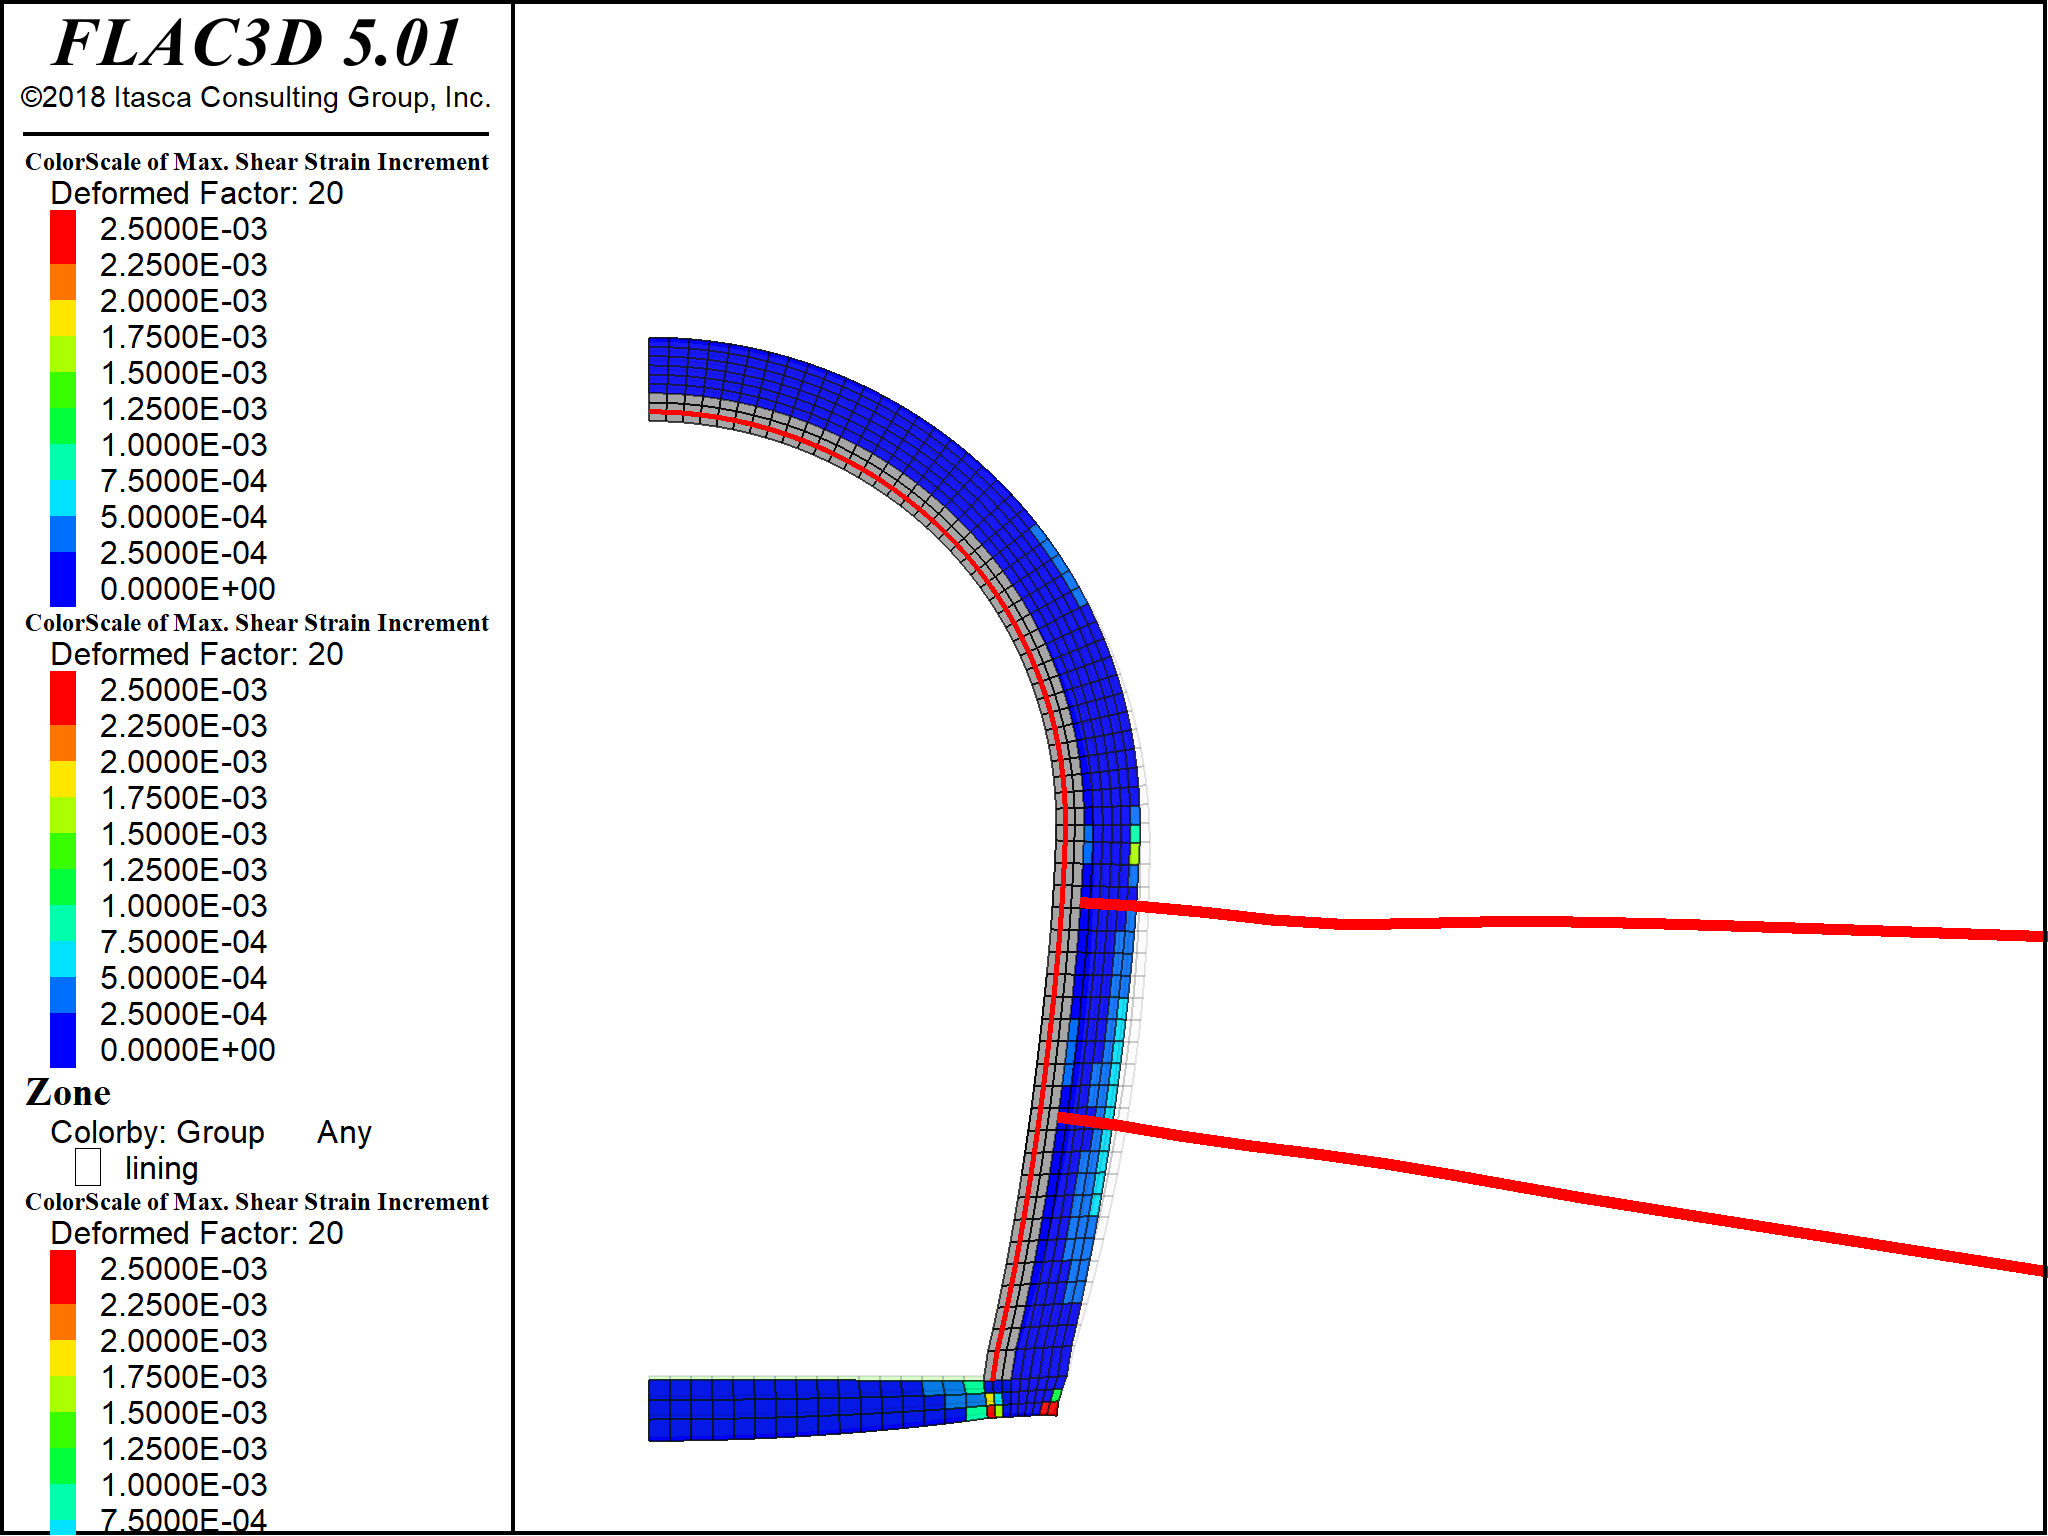 FLAC3D 5.01
©2018 Itasca Consulting Group, Inc.
ColorScale of Max. Shear Strain Increment
Deformed Factor: 20
2.5000E-03
2.2500E-03
2.0000E-03
1.7500E-03
1.5000E-03
1.2500E-03
1.0000E-03
7.5000E-04
5.0000E-04
2.5000E-04
0.0000E+00
ColorScale of Max. Shear Strain Increment
Deformed Factor: 20
2.5000E-03
2.2500E-03
2.0000E-03
1.7500E-03
1.5000E-03
1.2500E-03
1.0000E-03
7.5000E-04
5.0000E-04
2.5000E-04
0.0000E+00
Zone
Colorby: Group Any
lining
ColorScale of Max. Shear Strain Increment
Deformed Factor: 20
2.5000E-03
2.2500E-03
2.0000E-03
1.7500E-03
1.5000E-03
1.2500E-03
1.0000E-03
7.5000E-04